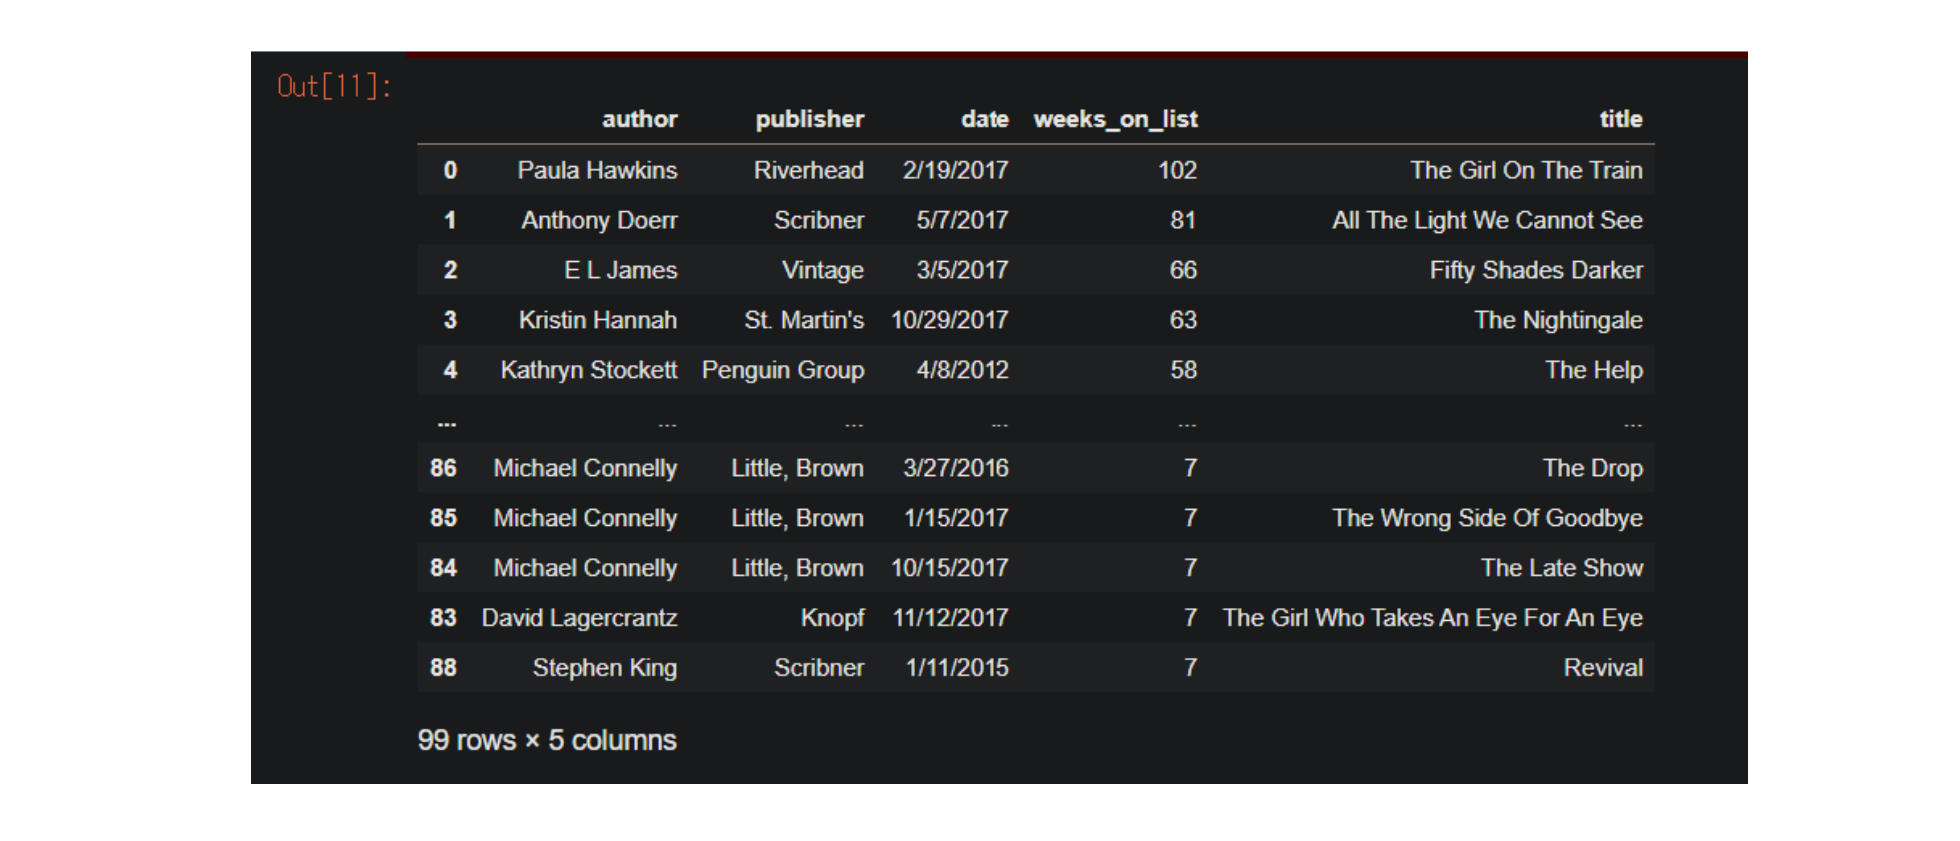 Out[11]:
author publisher date weeks_on_list title
0 Paula Hawkins Riverhead 2/19/2017 102 The Girl On The Train
1 Anthony Doerr Scribner 5/7/2017 81 All The Light We Cannot See
2 E L James Vintage 3/5/2017 66 Fifty Shades Darker
3 Kristin Hannah St. Martin's 10/29/2017 63 The Nightingale
4 Kathryn Stockett Penguin Group 4/8/2012 58 The Help
... ... ... ... ... ...
86 Michael Connelly Little, Brown 3/27/2016 7 The Drop
85 Michael Connelly Little, Brown 1/15/2017 7 The Wrong Side Of Goodbye
84 Michael Connelly Little, Brown 10/15/2017 7 The Late Show
83 David Lagercrantz Knopf 11/12/2017 7 The Girl Who Takes An Eye For An Eye
88 Stephen King Scribner 1/11/2015 7 Revival
99 rows × 5 columns